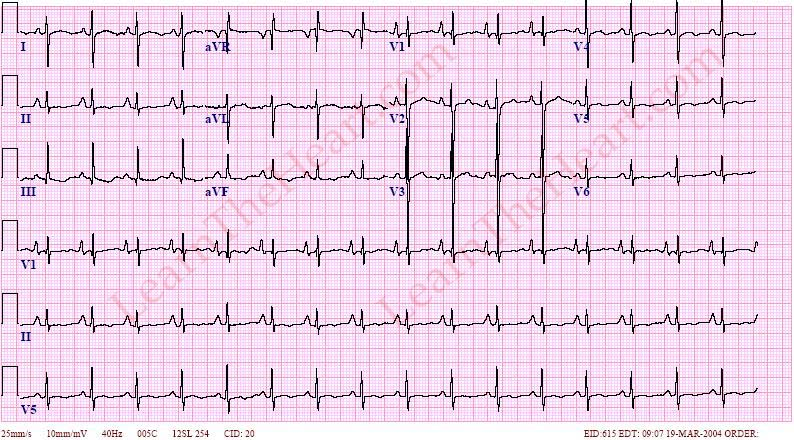 I aVR V1 V4
II aVL V2 V5
III aVF V3 V6
V1
II
V5
25mm/s 10mm/mV 40Hz 005C 12SL 254 CID: 20 EID:615 EDT: 09:07 19-MAR-2004 ORDER:
LearnTheHeart.com
LearnTheHeart.com